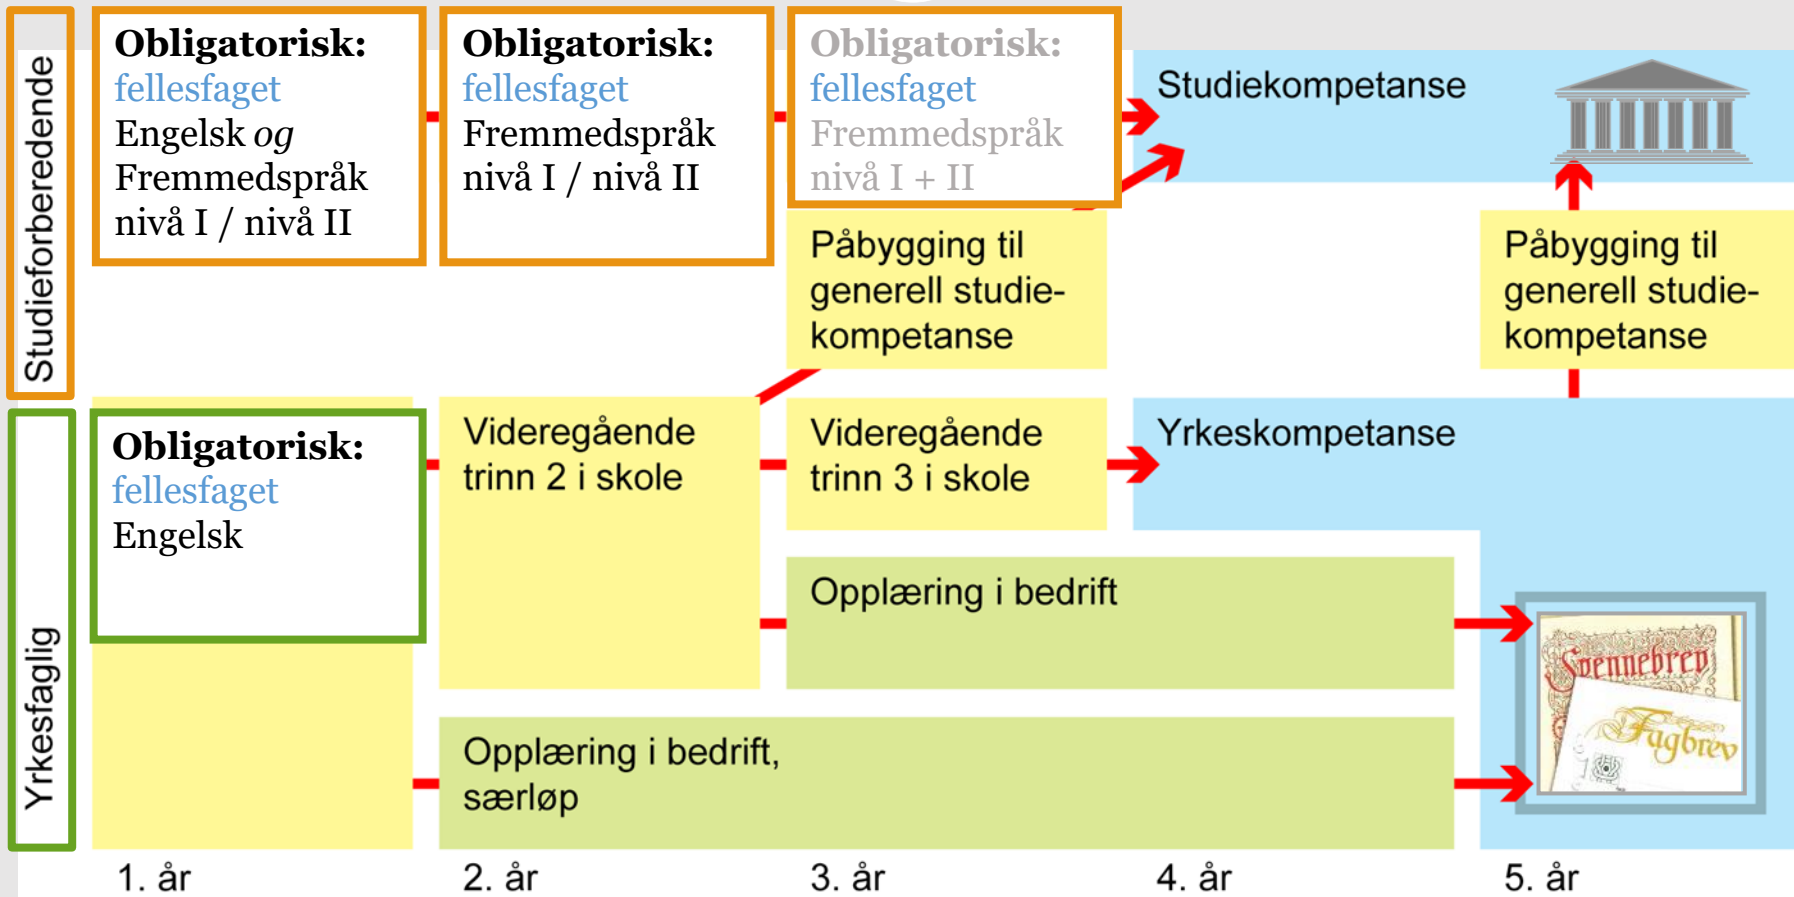 Studieforberedende
Obligatorisk:
fellesfaget
Engelsk og
Fremmedspråk
nivå I / nivå II
Obligatorisk:
fellesfaget
Fremmedspråk
nivå I / nivå II
Obligatorisk:
fellesfaget
Fremmedspråk
nivå I + II
Studiekompetanse
Påbygging til
generell studie-
kompetanse
Påbygging til
generell studie-
kompetanse
Yrkesfaglig
Obligatorisk:
fellesfaget
Engelsk
Videregående
trinn 2 i skole
Videregående
trinn 3 i skole
Yrkeskompetanse
Opplæring i bedrift
Svennebrev
Fagbrev
Opplæring i bedrift,
særløp
1. år
2. år
3. år
4. år
5. år